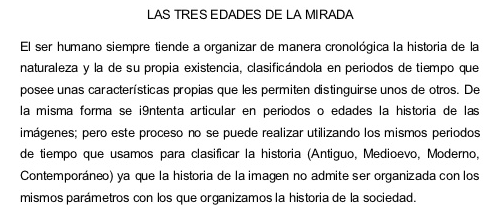 LAS TRES EDADES DE LA MIRADA
El ser humano siempre tiende a organizar de manera cronológica la historia de la
naturaleza y la de su propia existencia, clasificándola en periodos de tiempo que
posee unas características propias que les permiten distinguirse unos de otros. De
la misma forma se i9ntenta articular en periodos o edades la historia de las
imágenes; pero este proceso no se puede realizar utilizando los mismos periodos
de tiempo que usamos para clasificar la historia (Antiguo, Medioevo, Moderno,
Contemporáneo) ya que la historia de la imagen no admite ser organizada con los
mismos parámetros con los que organizamos la historia de la sociedad.